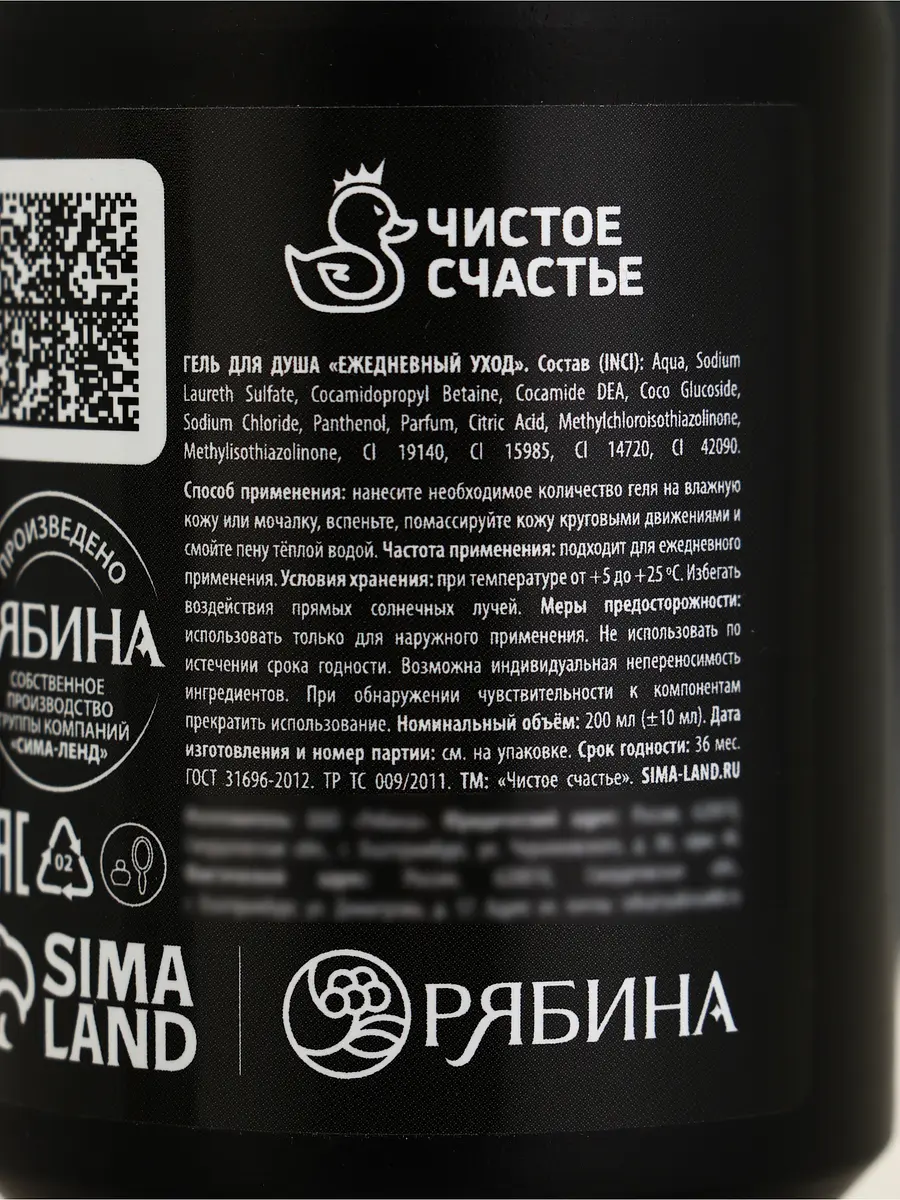 ЧИСТОЕ
СЧАСТЬЕ
ГЕЛЬ ДЛЯ ДУША «ЕЖЕДНЕВНЫЙ УХОД». Состав (INCI): Aqua, Sodium
Laureth Sulfate, Cocamidopropyl Betaine, Cocamide DEA, Coco Glucoside,
Sodium Chloride, Panthenol, Parfum, Citric Acid, Methylchloroisothiazolinone,
Methylisothiazolinone, CI 19140, CI 15985, CI 14720, CI 42090.
Способ применения: нанесите необходимое количество геля на влажную
кожу или мочалку, вспеньте, помассируйте кожу круговыми движениями и
смойте пену тёплой водой. Частота применения: подходит для ежедневного
применения. Условия хранения: при температуре от +5 до +25 °С. Избегать
воздействия прямых солнечных лучей. Меры предосторожности:
использовать только для наружного применения. Не использовать по
истечении срока годности. Возможна индивидуальная непереносимость
ингредиентов. При обнаружении чувствительности к компонентам
прекратить использование. Номинальный объём: 200 мл (±10 мл). Дата
изготовления и номер партии: см. на упаковке. Срок годности: 36 мес.
ГОСТ 31696-2012. ТР ТС 009/2011. ТМ: «Чистое счастье». SIMA-LAND.RU
ПРОИЗВЕДЕНО
ЯБИНА
СОБСТВЕННОЕ
ПРОИЗВОДСТВО
ГРУППЫ КОМПАНИЙ
«СИМА-ЛЕНД»
02
SIMA
LAND
РЯБИНА